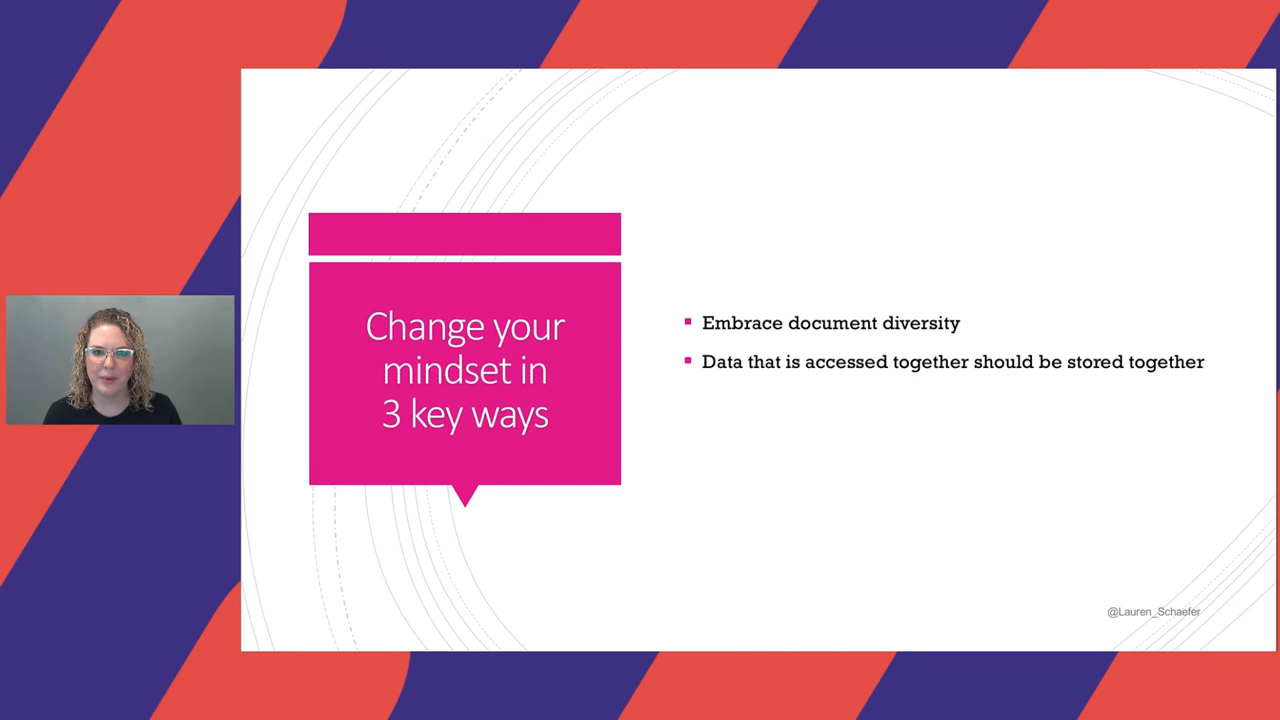 Change your
mindset in
3 key ways
Embrace document diversity
Data that is accessed together should be stored together
@Lauren_Schaefer